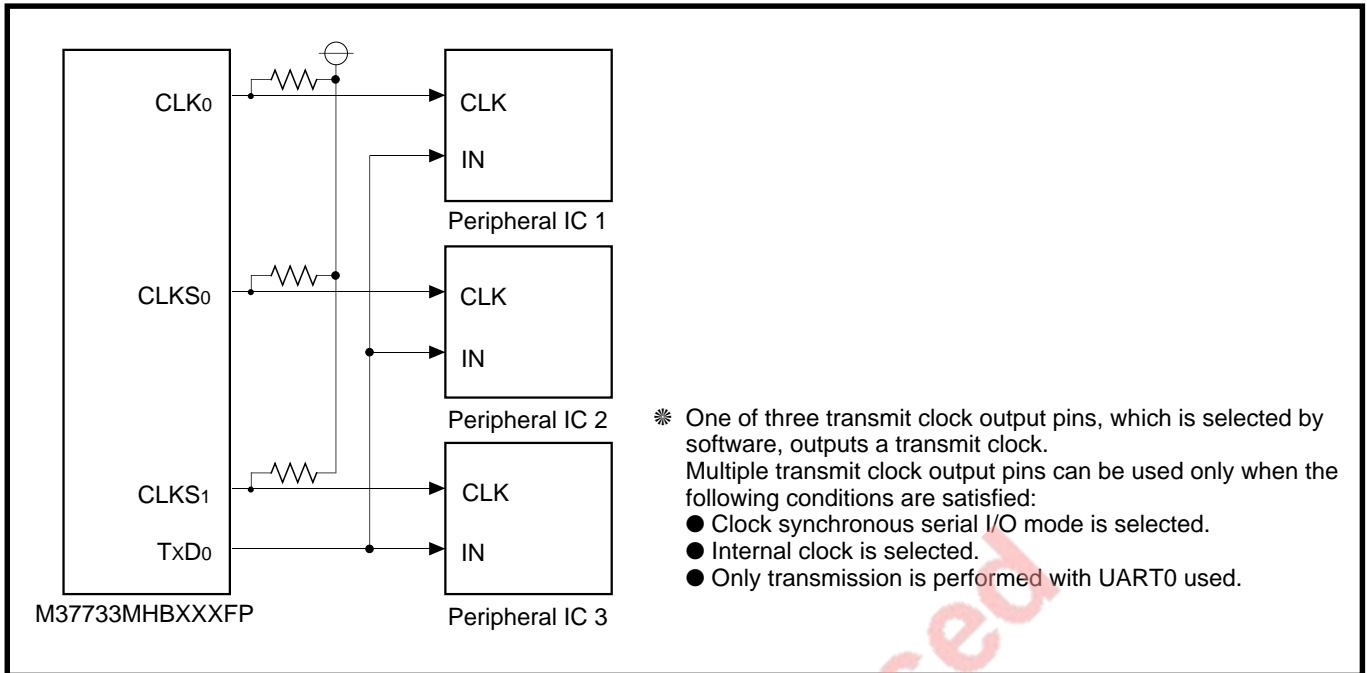 CLK0
CLK
IN
Peripheral IC 1
CLKS0
CLK
IN
Peripheral IC 2
CLKS1
CLK
TxD0
IN
M37733MHBXXXFP
Peripheral IC 3
❊ One of three transmit clock output pins, which is selected by
software, outputs a transmit clock.
Multiple transmit clock output pins can be used only when the
following conditions are satisfied:
● Clock synchronous serial I/O mode is selected.
● Internal clock is selected.
● Only transmission is performed with UART0 used.
sed